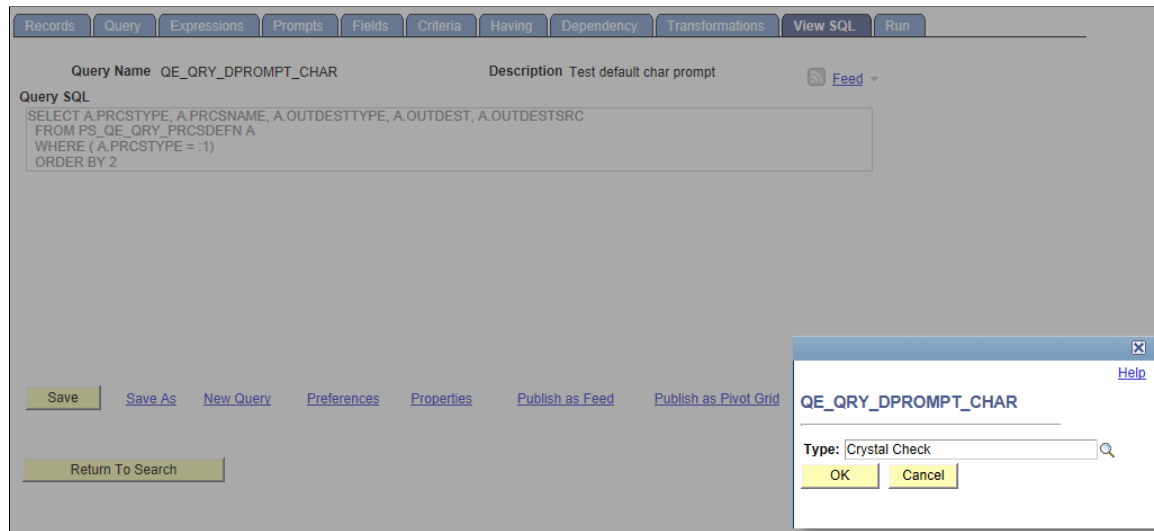 Records Query Expressions Prompts Fields Criteria Having Dependency Transformations View SQL Run
Query Name QE_QRY_DPROMPT_CHAR Description Test default char prompt Feed
Query SQL
SELECT A.PRCSTYPE, A.PRCSNAME, A.OUTDESTTYPE, A.OUTDEST, A.OUTDESTSRC
FROM PS_QE_QRY_PRCSDEFN A
WHERE ( A.PRCSTYPE = :1)
ORDER BY 2
Save Save As New Query Preferences Properties Publish as Feed Publish as Pivot Grid
Return To Search
Help
QE_QRY_DPROMPT_CHAR
Type: Crystal Check
OK Cancel